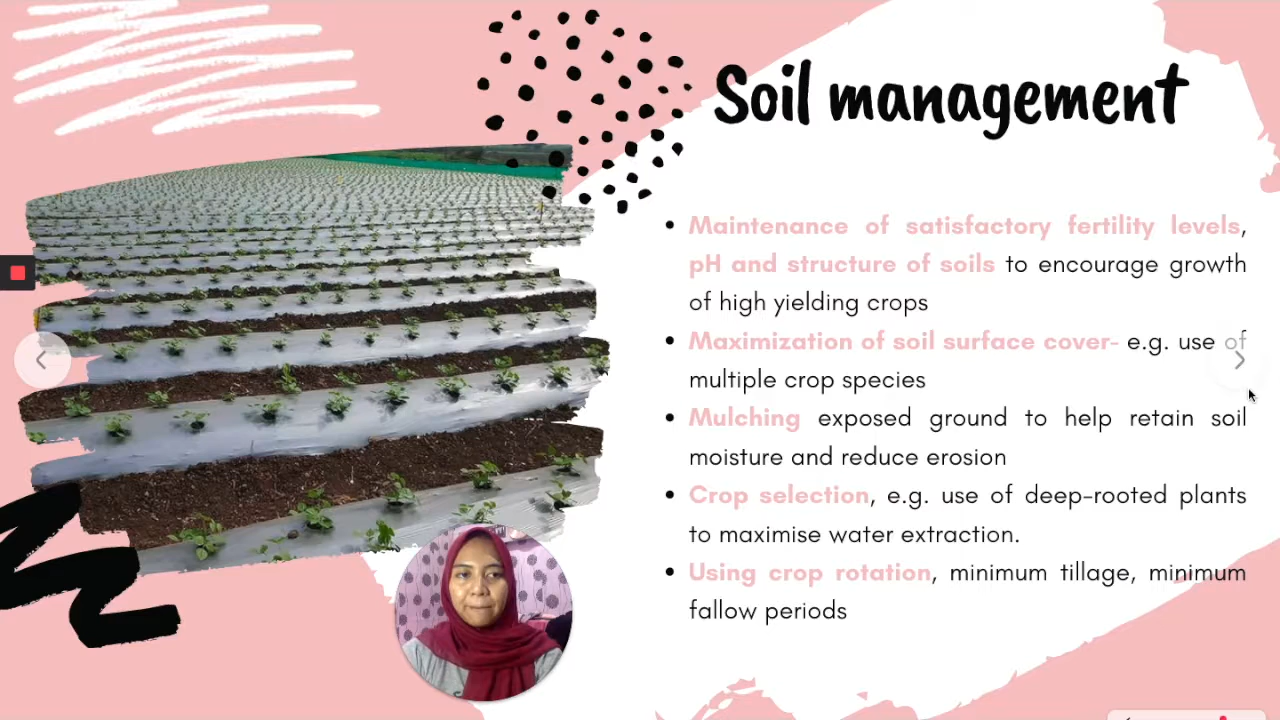 Soil management
Maintenance of satisfactory fertility levels,
pH and structure of soils to encourage growth
of high yielding crops
Maximization of soil surface cover- e.g. use of
multiple crop species
Mulching exposed ground to help retain soil
moisture and reduce erosion
Crop selection, e.g. use of deep-rooted plants
to maximise water extraction.
Using crop rotation, minimum tillage, minimum
fallow periods